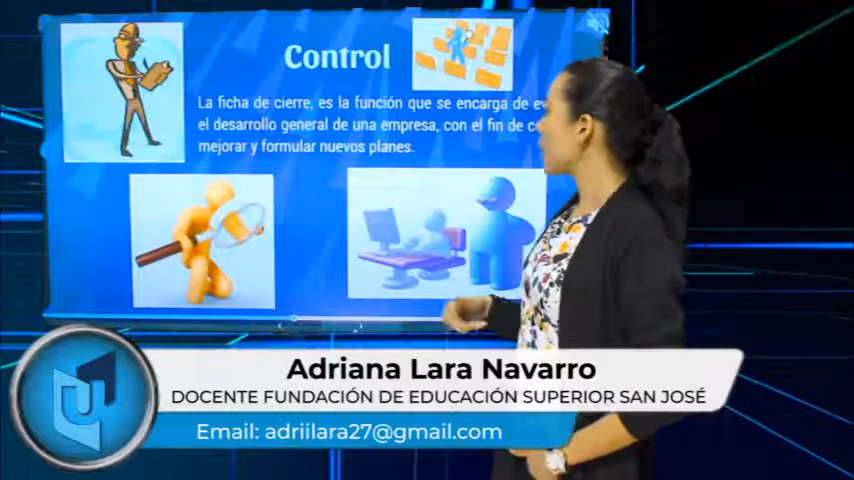 Control
La ficha de cierre, es la función que se encarga de
el desarrollo general de una empresa, con el fin de
mejorar y formular nuevos planes.
Adriana Lara Navarro
DOCENTE FUNDACIÓN DE EDUCACIÓN SUPERIOR SAN JOSÉ
Email: adriilara27@gmail.com